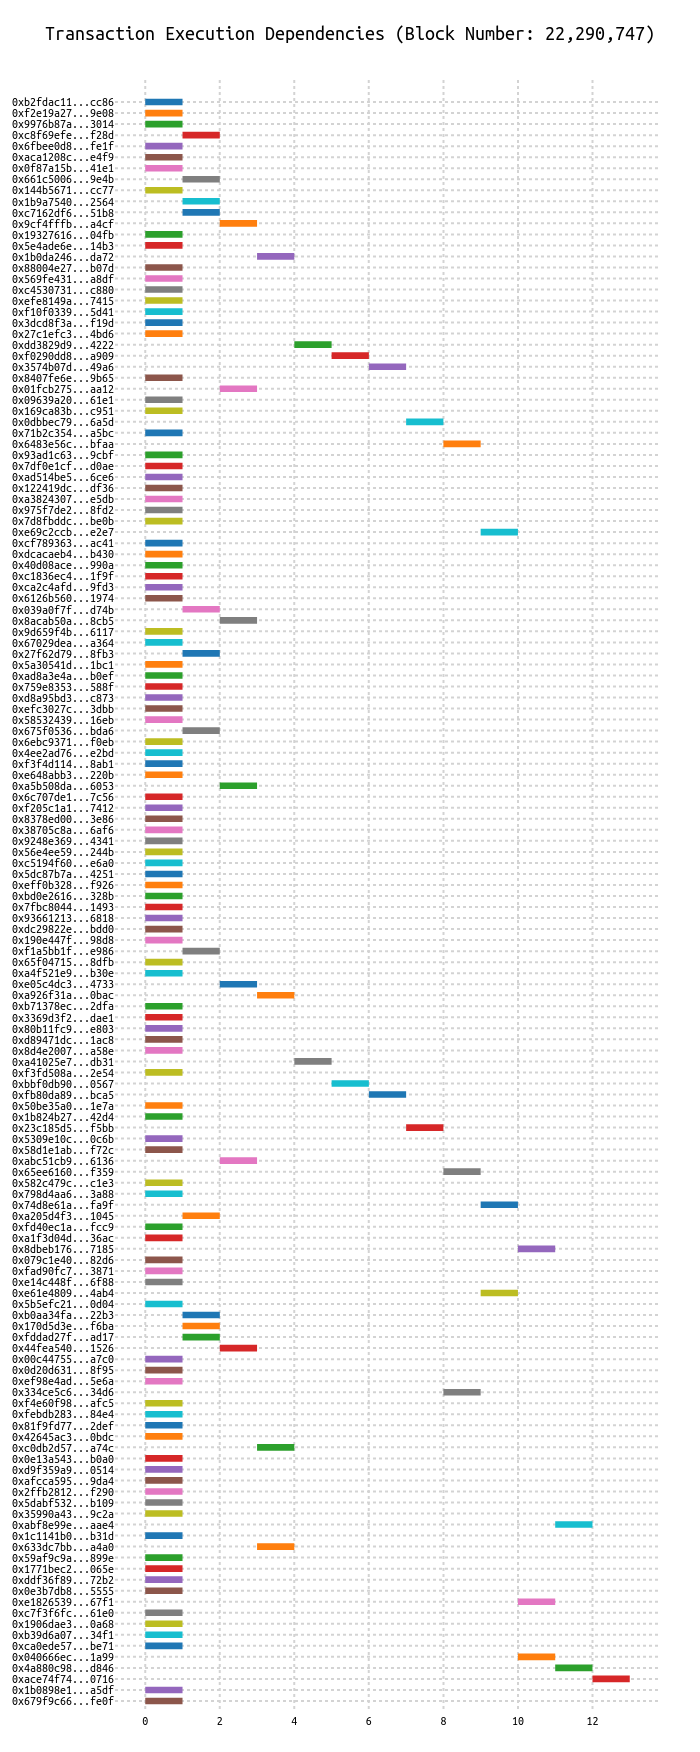 Transaction Execution Dependencies (Block Number: 22,290,747)
0xb2fdac11...cc86
0xf2e19a27...9e08
0x9976b87a...3014
0xc8f69efe...f28d
0x6fbee0d8...fe1f
0xaca1208c...e4f9
0x0f87a15b...41e1
0x661c5006...9e4b
0x144b5671...cc77
0x1b9a7540...2564
0xc7162df6...51b8
0x9cf4fffb...a4cf
0x19327616...04fb
0x5e4ade6e...14b3
0x1b0da246...da72
0x88004e27...b07d
0x569fe431...a8df
0xc4530731...c880
0xefe8149a...7415
0xf10f0339...5d41
0x3dcd8f3a...f19d
0x27c1efc3...4bd6
0xdd3829d9...4222
0xf0290dd8...a909
0x3574b07d...49a6
0x8407fe6e...9b65
0x01fcb275...aa12
0x09639a20...61e1
0x169ca83b...c951
0x0dbbec79...6a5d
0x71b2c354...a5bc
0x6483e56c...bfaa
0x93ad1c63...9cbf
0x7df0e1cf...d0ae
0xad514be5...6ce6
0x122419dc...df36
0xa3824307...e5db
0x975f7de2...8fd2
0x7d8fbddc...be0b
0xe69c2ccb...e2e7
0xcf789363...ac41
0xdcacaeb4...b430
0x40d08ace...990a
0xc1836ec4...1f9f
0xca2c4afd...9fd3
0x6126b560...1974
0x039a0f7f...d74b
0x8acab50a...8cb5
0x9d659f4b...6117
0x67029dea...a364
0x27f62d79...8fb3
0x5a30541d...1bc1
0xad8a3e4a...b0ef
0x759e8353...588f
0xd8a95bd3...c873
0xefc3027c...3dbb
0x58532439...16eb
0x675f0536...bda6
0x6ebc9371...f0eb
0x4ee2ad76...e2bd
0xf3f4d114...8ab1
0xe648abb3...220b
0xa5b508da...6053
0x6c707de1...7c56
0xf205c1a1...7412
0x8378ed00...3e86
0x38705c8a...6af6
0x9248e369...4341
0x56e4ee59...244b
0xc5194f60...e6a0
0x5dc87b7a...4251
0xeff0b328...f926
0xbd0e2616...328b
0x7fbc8044...1493
0x93661213...6818
0xdc29822e...bdd0
0x190e447f...98d8
0xf1a5bb1f...e986
0x65f04715...8dfb
0xa4f521e9...b30e
0xe05c4dc3...4733
0xa926f31a...0bac
0xb71378ec...2dfa
0x3369d3f2...dae1
0x80b11fc9...e803
0xd89471dc...1ac8
0x8d4e2007...a58e
0xa41025e7...db31
0xf3fd508a...2e54
0xbbf0db90...0567
0xfb80da89...bca5
0x50be35a0...1e7a
0x1b824b27...42d4
0x23c185d5...f5bb
0x5309e10c...0c6b
0x58d1e1ab...f72c
0xabc51cb9...6136
0x65ee6160...f359
0x582c479c...c1e3
0x798d4aa6...3a88
0x74d8e61a...fa9f
0xa205d4f3...1045
0xfd40ec1a...fcc9
0xa1f3d04d...36ac
0x8dbeb176...7185
0x079c1e40...82d6
0xfad90fc7...3871
0xe14c448f...6f88
0xe61e4809...4ab4
0x5b5efc21...0d04
0xb0aa34fa...22b3
0x170d5d3e...f6ba
0xfddad27f...ad17
0x44fea540...1526
0x00c44755...a7c0
0x0d20d631...8f95
0xef98e4ad...5e6a
0x334ce5c6...34d6
0xf4e60f98...afc5
0xfebdb283...84e4
0x81f9fd77...2def
0x42645ac3...0bdc
0xc0db2d57...a74c
0x0e13a543...b0a0
0xd9f359a9...0514
0xafcca595...9da4
0x2ffb2812...f290
0x5dabf532...b109
0x35990a43...9c2a
0xabf8e99e...aae4
0x1c1141b0...b31d
0x633dc7bb...a4a0
0x59af9c9a...899e
0x1771bec2...065e
0xddf36f89...72b2
0x0e3b7db8...5555
0xe1826539...67f1
0xc7f3f6fc...61e0
0x1906dae3...0a68
0xb39d6a07...34f1
0xca0ede57...be71
0x040666ec...1a99
0x4a880c98...d846
0xace74f74...0716
0x1b0898e1...a5df
0x679f9c66...fe0f
0 2 4 6 8 10 12